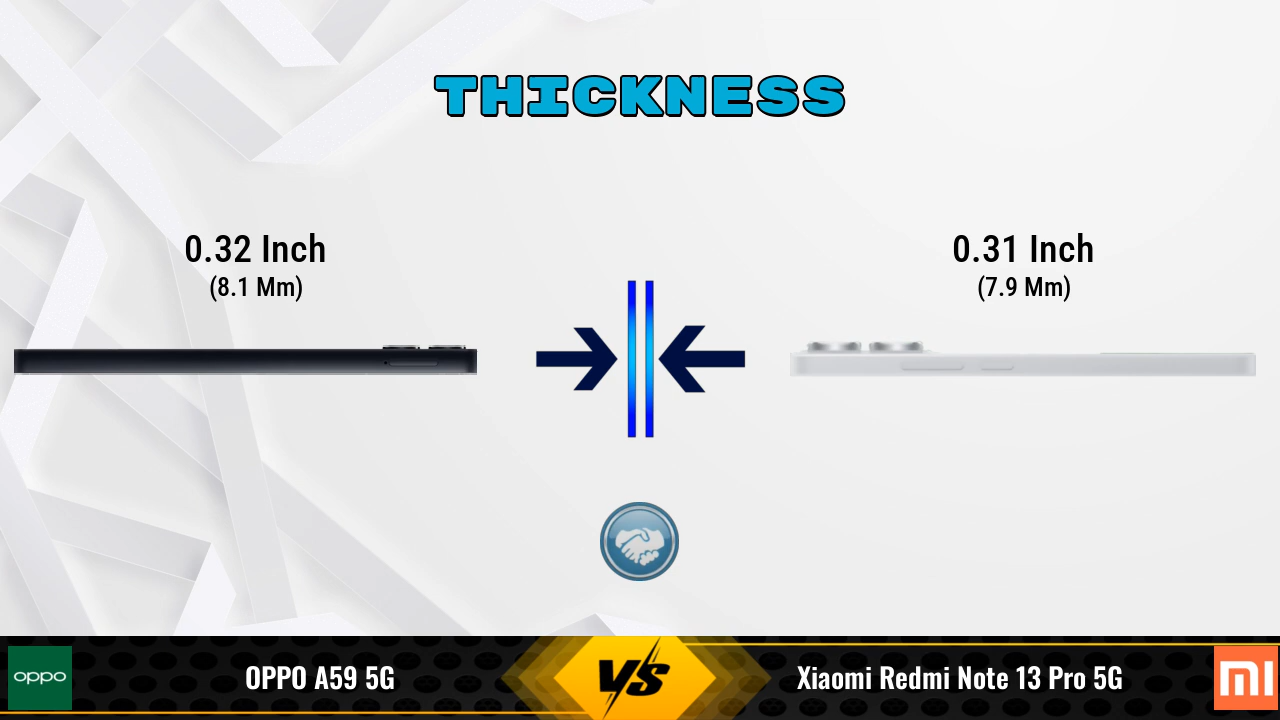 THICKNESS
0.32 Inch
(8.1 Mm)
0.31 Inch
(7.9 Mm)
oppo
OPPO A59 5G
VS
Xiaomi Redmi Note 13 Pro 5G
mi